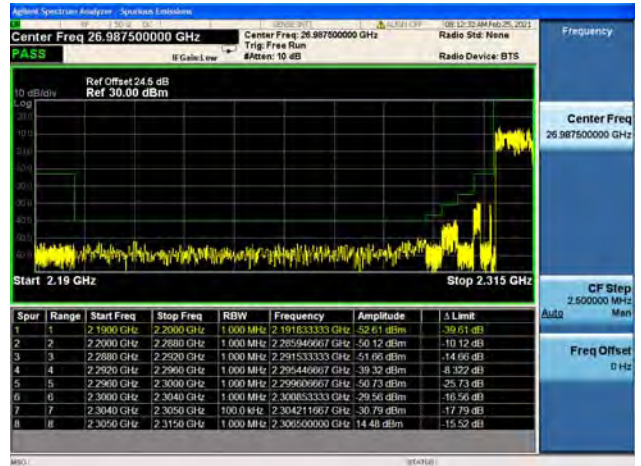 Agilent Spectrum Analyzer - Spurious Emissions
RF 50 Ω DC SENSE:INT ALIGN OFF 08:12:32 AM Feb 25, 2021
Center Freq 26.987500000 GHz
Center Freq: 26.987500000 GHz
Radio Std: None
Frequency
Trig: Free Run
PASS
IFGain:Low
#Atten: 10 dB
Radio Device: BTS
Ref Offset 24.5 dB
10 dB/div
Ref 30.00 dBm
Log
20.0
10.0
Center Freq
26.987500000 GHz
Start 2.19 GHz
Stop 2.315 GHz
CF Step
2.500000 MHz
Auto Man
Spur Range Start Freq Stop Freq RBW Frequency Amplitude Δ Limit
1 1 2.1900 GHz 2.2000 GHz 1.000 MHz 2.191833333 GHz -52.61 dBm -39.61 dB
2 2 2.2000 GHz 2.2880 GHz 1.000 MHz 2.285946667 GHz -50.12 dBm -10.12 dB
3 3 2.2880 GHz 2.2920 GHz 1.000 MHz 2.291533333 GHz -51.66 dBm -14.66 dB
4 4 2.2920 GHz 2.2960 GHz 1.000 MHz 2.295446667 GHz -39.32 dBm -8.322 dB
5 5 2.2960 GHz 2.3000 GHz 1.000 MHz 2.299606667 GHz -50.73 dBm -25.73 dB
6 6 2.3000 GHz 2.3040 GHz 1.000 MHz 2.300853333 GHz -29.56 dBm -16.56 dB
7 7 2.3040 GHz 2.3050 GHz 100.0 kHz 2.304211667 GHz -30.79 dBm -17.79 dB
8 8 2.3050 GHz 2.3150 GHz 1.000 MHz 2.306500000 GHz 14.48 dBm -15.52 dB
Freq Offset
0 Hz
MSG
STATUS